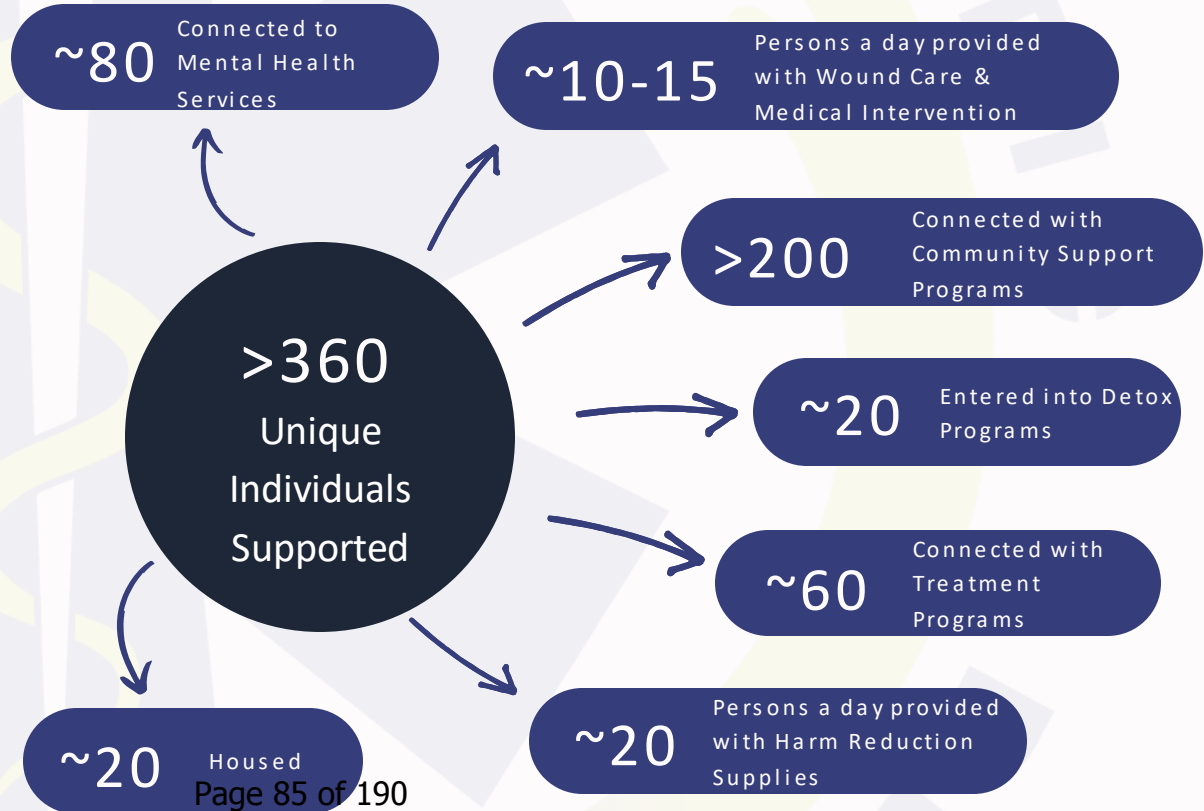 ~80
Connected to
Mental Health
Services
~10-15
Persons a day provided
with Wound Care &
Medical Intervention
>200
Connected with
Community Support
Programs
>360
Unique
Individuals
Supported
~20
Entered into Detox
Programs
~60
Connected with
Treatment
Programs
~20
Persons a day provided
with Harm Reduction
Supplies
~20
Housed
Page 85 of 190